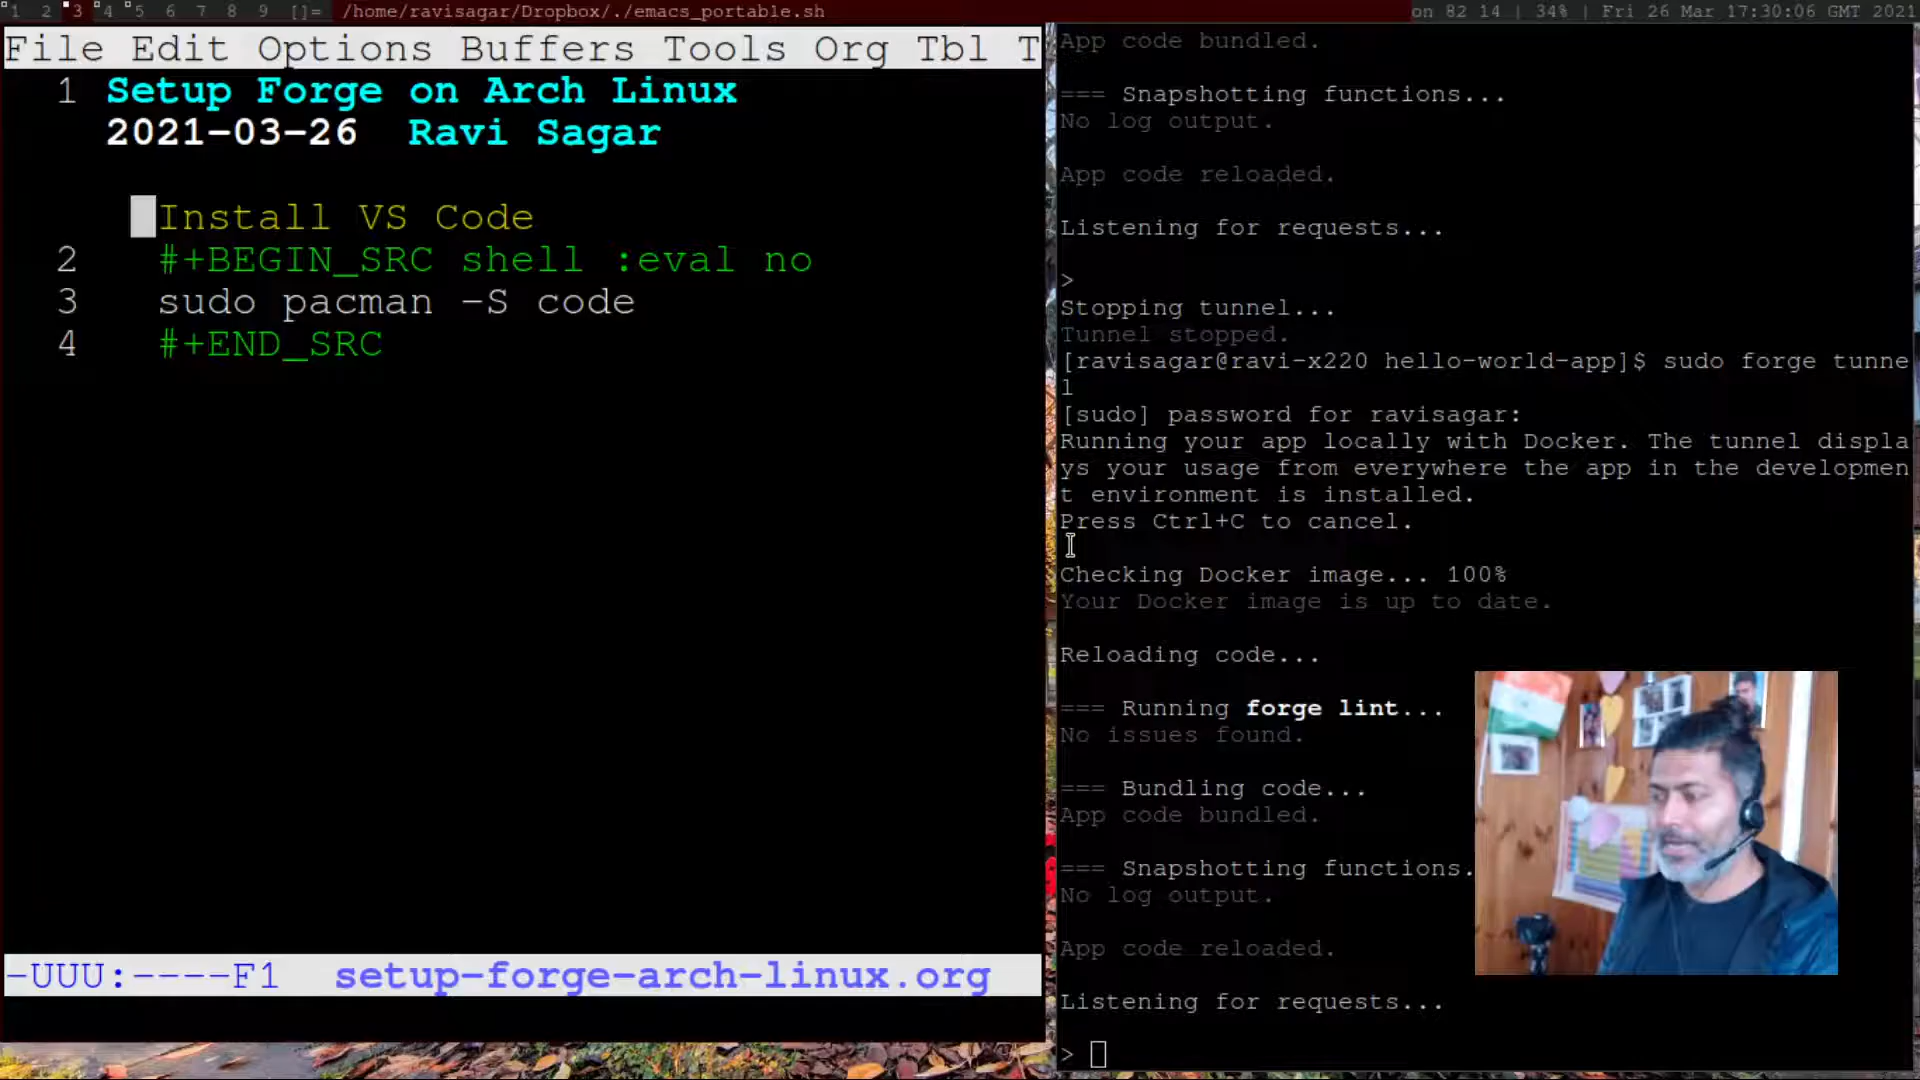 1 2 3 4 5 6 7 8 9 []= /home/ravisagar/Dropbox/./emacs_portable.sh on 82 14 | 34% | Fri 26 Mar 17:30:06 GMT 2021
File Edit Options Buffers Tools Org Tbl T
1 Setup Forge on Arch Linux
2021-03-26 Ravi Sagar
Install VS Code
2 #+BEGIN_SRC shell :eval no
3 sudo pacman -S code
4 #+END_SRC
-UUU:----F1 setup-forge-arch-linux.org
App code bundled.
=== Snapshotting functions...
No log output.
App code reloaded.
Listening for requests...
>
Stopping tunnel...
Tunnel stopped.
[ravisagar@ravi-x220 hello-world-app]$ sudo forge tunne
l
[sudo] password for ravisagar:
Running your app locally with Docker. The tunnel displa
ys your usage from everywhere the app in the developmen
t environment is installed.
Press Ctrl+C to cancel.
Checking Docker image... 100%
Your Docker image is up to date.
Reloading code...
=== Running forge lint...
No issues found.
=== Bundling code...
App code bundled.
=== Snapshotting functions.
No log output.
App code reloaded.
Listening for requests...
>